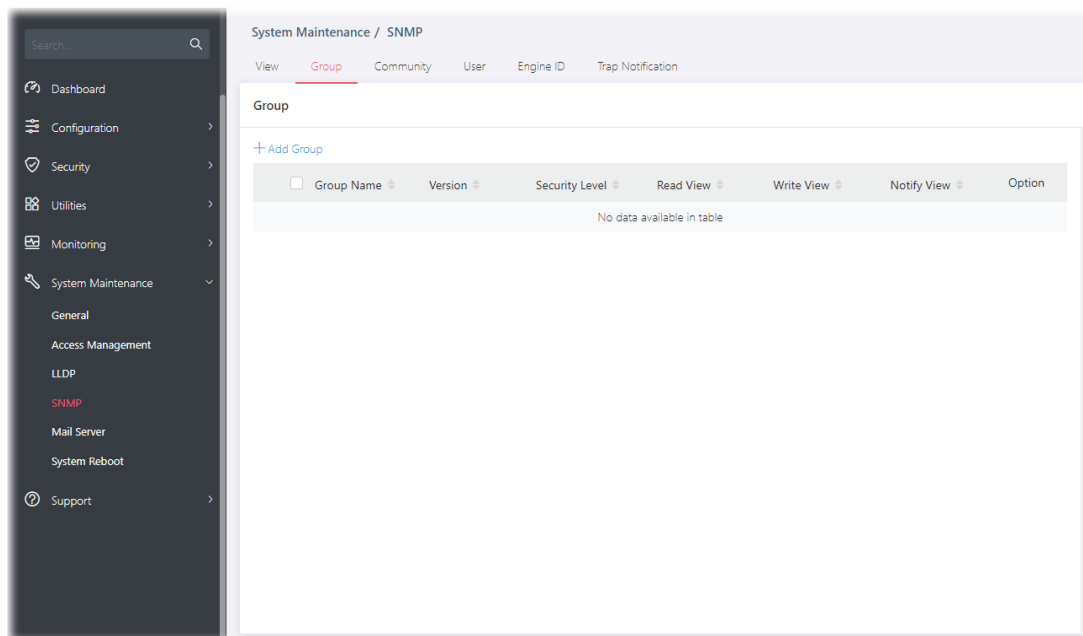 Search...
Dashboard
Configuration
Security
Utilities
Monitoring
System Maintenance
General
Access Management
LLDP
SNMP
Mail Server
System Reboot
Support
System Maintenance / SNMP
View Group Community User Engine ID Trap Notification
Group
+ Add Group
Group Name Version Security Level Read View Write View Notify View Option
No data available in table